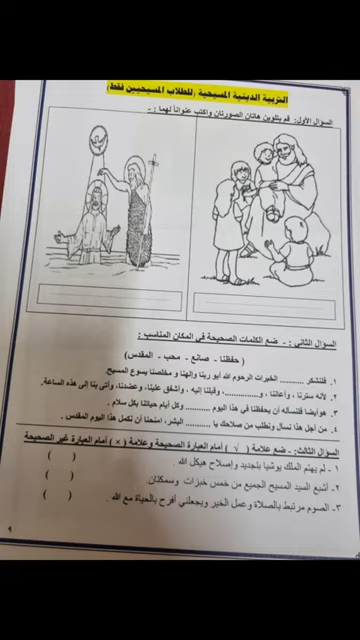 التربية الدينية المسيحية (للطلاب المسيحيين فقط)
السؤال الأول: قم بتلوين هاتان الصورتان واكتب عنواناً لهما : -
السؤال الثاني : - ضع الكلمات الصحيحة في المكان المناسب :
(حفظنا - صانع - محب - المقدس)
١. فلنشكر .......... الخيرات الرحوم الله أبو ربنا وإلهنا و مخلصنا يسوع المسيح.
٢. لأنه سترنا ، وأعاننا ، و..............، وقبلنا إليه ، وأشفق علينا، وعضدنا، وأتى بنا إلى هذه الساعة.
٣. هو أيضا فلنسأله أن يحافظنا في هذا اليوم .......... وكل أيام حياتنا بكل سلام .
٤. من أجل هذا نسأل ونطلب من صلاحك يا .......... البشر ، امنحنا أن نكمل هذا اليوم المقدس.
السؤال الثالث: - ضع علامة ( √ ) أمام العبارة الصحيحة وعلامة ( × ) أمام العبارة غير الصحيحة
١- لم يهتم الملك يوشيا بتجديد وإصلاح هيكل الله ( )
٢- أشبع السيد المسيح الجميع من خمس خبزات وسمكتان. ( )
٣- الصوم مرتبط بالصلاة وعمل الخير ويجعلني أفرح بالحياة مع الله . ( )
٩